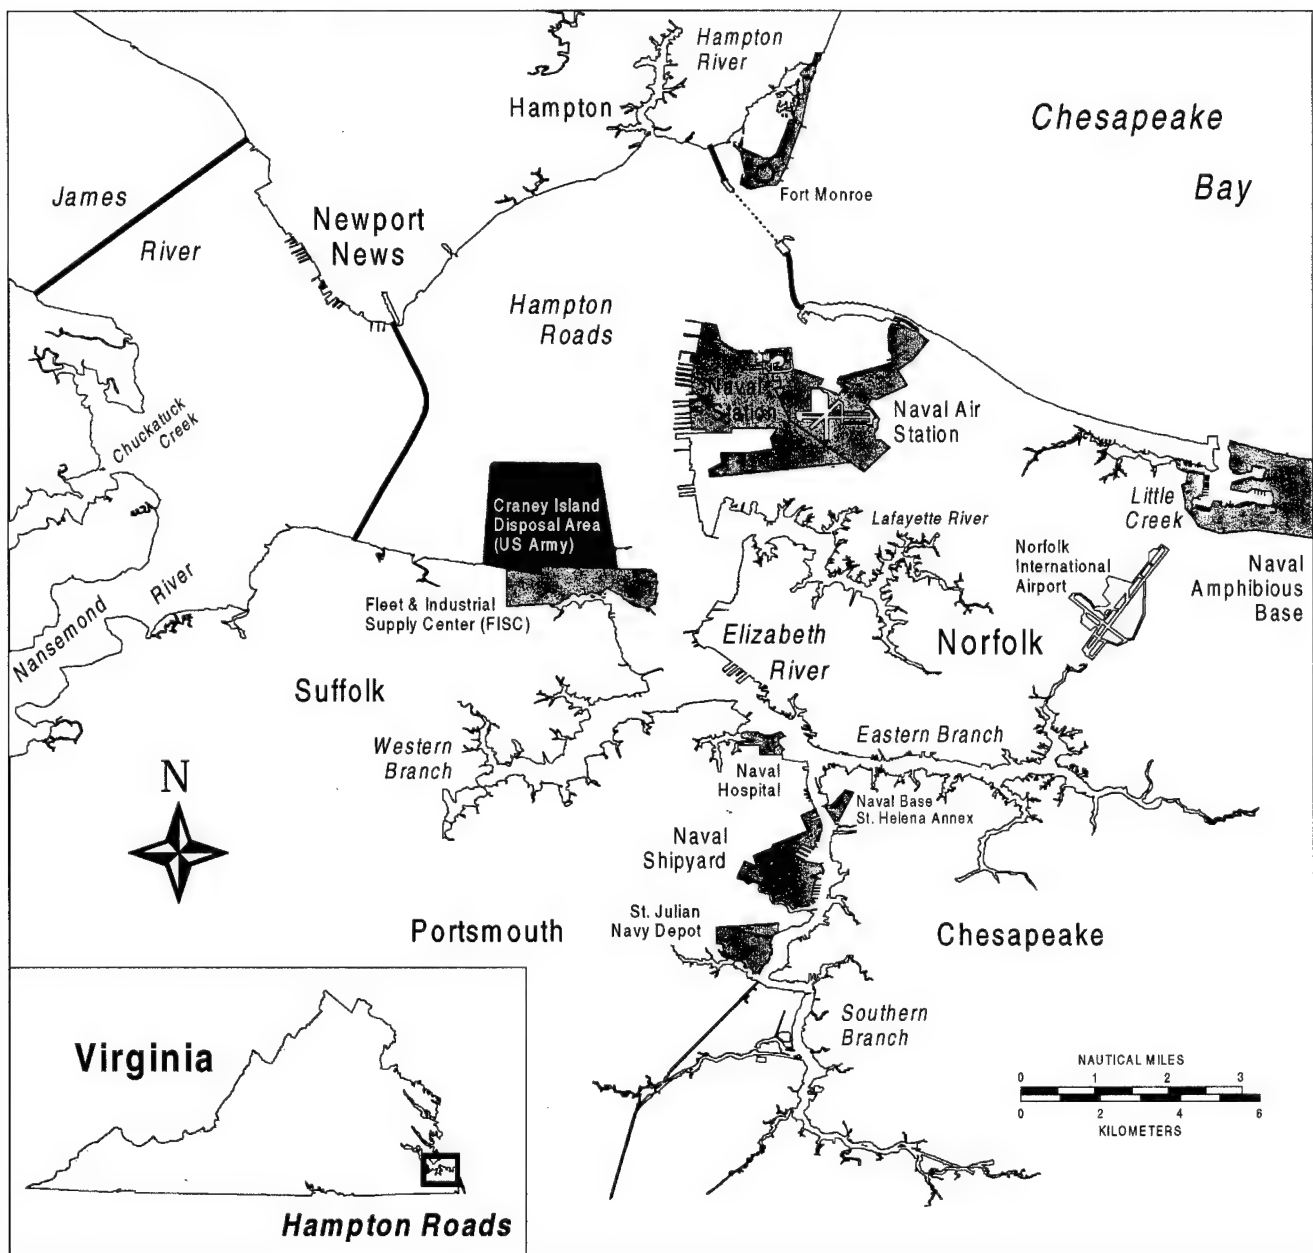 Hampton
River
Hampton
Chesapeake
Bay
James
River
Fort Monroe
Newport
News
Hampton
Roads
Naval
Station
Naval Air
Station
Chuckatuck
Creek
Craney Island
Disposal Area
(US Army)
Little
Creek
Lafayette River
Norfolk
International
Airport
Naval
Amphibious
Base
Nansemond River
Fleet & Industrial
Supply Center (FISC)
Elizabeth
River
Norfolk
Suffolk
Western
Branch
Eastern Branch
Naval
Hospital
Naval Base
St. Helena Annex
N
Naval
Shipyard
St. Julian
Navy Depot
Portsmouth
Chesapeake
Southern
Branch
Virginia
Hampton Roads
NAUTICAL MILES
0 1 2 3
0 2 4 6
KILOMETERS